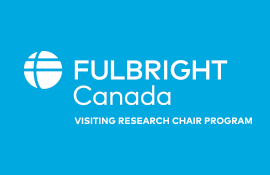 FULBRIGHT
Canada
VISITING RESEARCH CHAIR PROGRAM